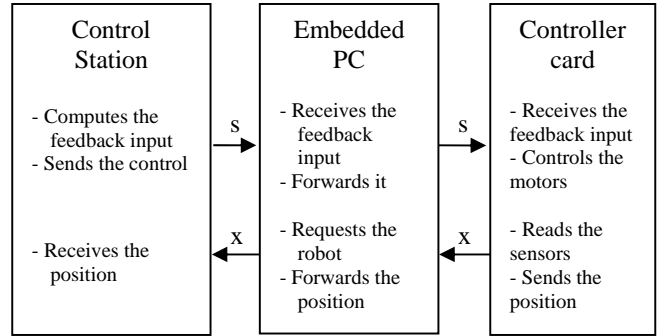 Control
Station
- Computes the
feedback input
- Sends the control
- Receives the
position
s
x
Embedded
PC
- Receives the
feedback
input
- Forwards it
- Requests the
robot
- Forwards the
position
s
x
Controller
card
- Receives the
feedback input
- Controls the
motors
- Reads the
sensors
- Sends the
position